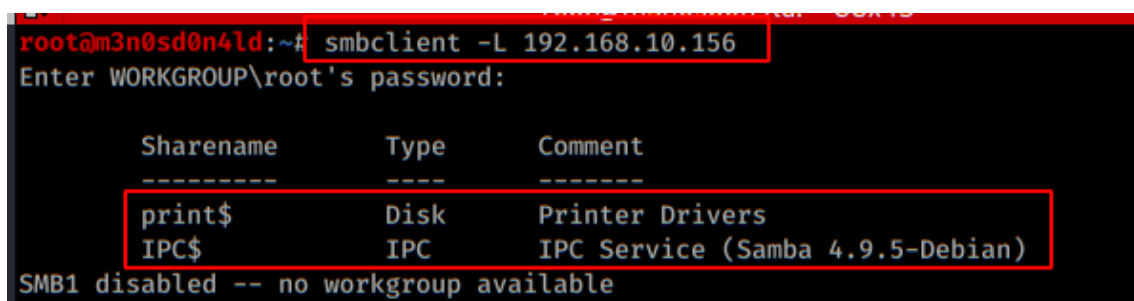 root@m3n0sd0n4ld:~# smbclient -L 192.168.10.156
Enter WORKGROUP\root's password:
Sharename Type Comment
--------- ---- -------
print$ Disk Printer Drivers
IPC$ IPC IPC Service (Samba 4.9.5-Debian)
SMB1 disabled -- no workgroup available